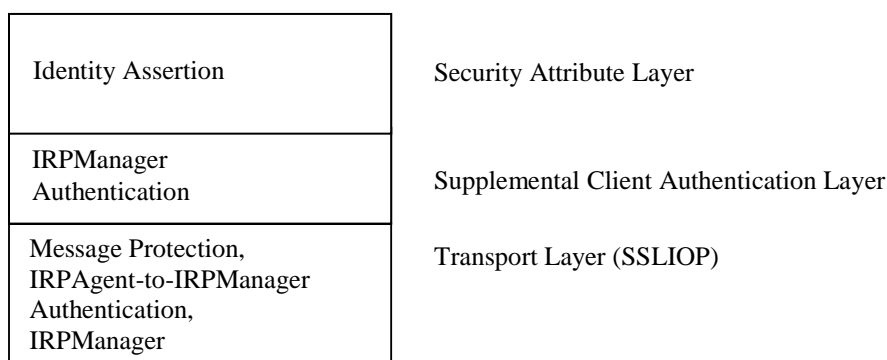 Identity Assertion
Security Attribute Layer
IRPManager
Authentication
Supplemental Client Authentication Layer
Message Protection,
IRPAgent-to-IRPManager
Authentication,
IRPManager
Transport Layer (SSLIOP)